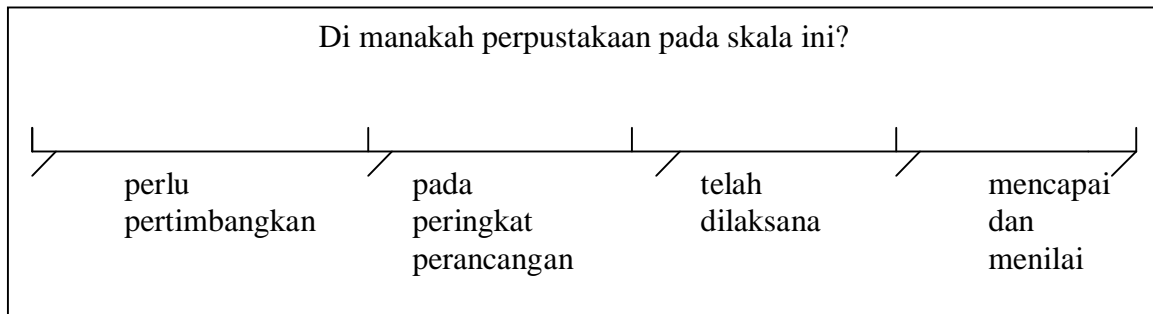 Di manakah perpustakaan pada skala ini?
perlu
pertimbangkan
pada
peringkat
perancangan
telah
dilaksana
mencapai
dan
menilai